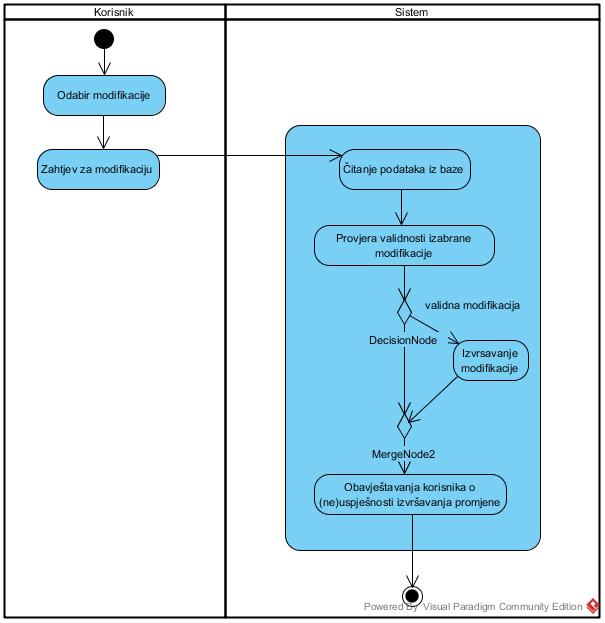 Korisnik
Sistem
Odabir modifikacije
Zahtjev za modifikaciju
Čitanje podataka iz baze
Provjera validnosti izabrane
modifikacije
validna modifikacija
DecisionNode
Izvrsavanje
modifikacije
MergeNode2
Obavještavanja korisnika o
(ne)uspješnosti izvršavanja promjene
Powered By Visual Paradigm Community Edition